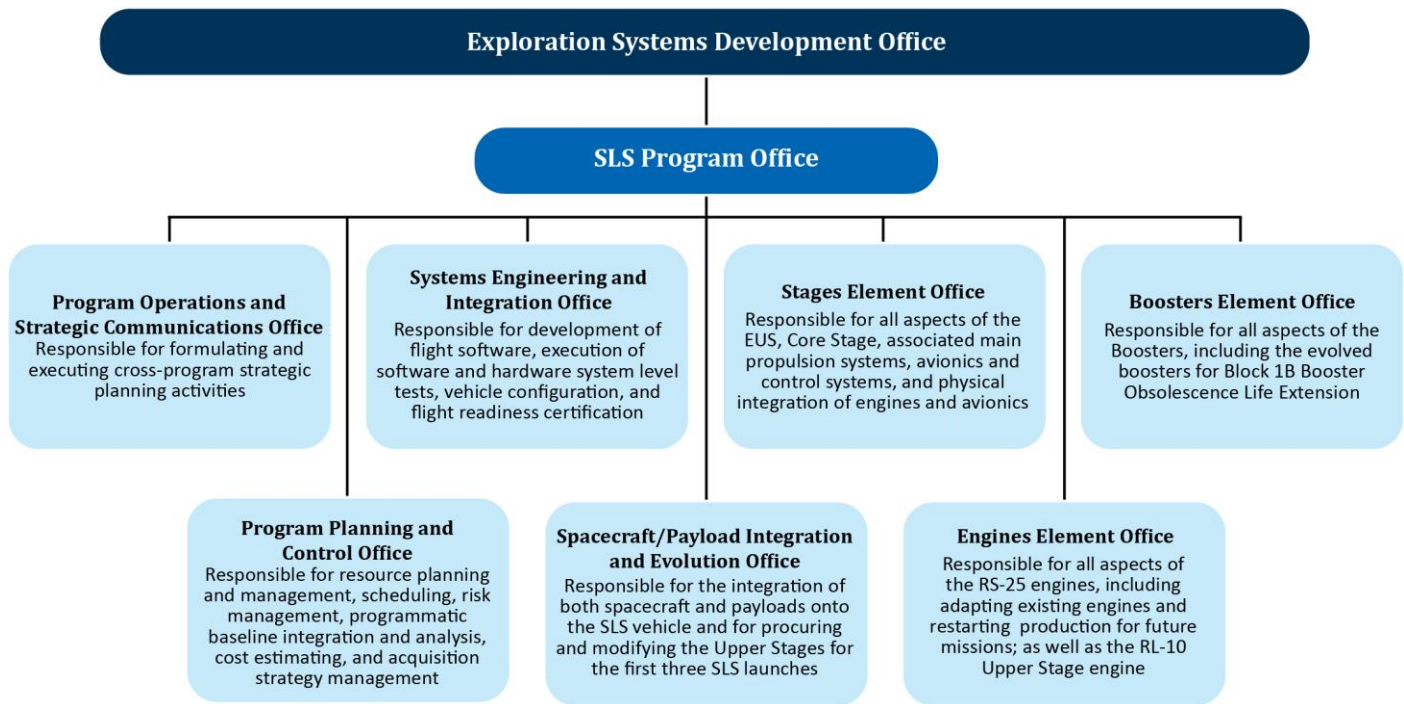 Exploration Systems Development Office
SLS Program Office
Program Operations and
Strategic Communications Office
Responsible for formulating and
executing cross-program strategic
planning activities
Systems Engineering and
Integration Office
Responsible for development of
flight software, execution of
software and hardware system level
tests, vehicle configuration, and
flight readiness certification
Stages Element Office
Responsible for all aspects of the
EUS, Core Stage, associated main
propulsion systems, avionics and
control systems, and physical
integration of engines and avionics
Boosters Element Office
Responsible for all aspects of the
Boosters, including the evolved
boosters for Block 1B Booster
Obsolescence Life Extension
Program Planning and
Control Office
Responsible for resource planning
and management, scheduling, risk
management, programmatic
baseline integration and analysis,
cost estimating, and acquisition
strategy management
Spacecraft/Payload Integration
and Evolution Office
Responsible for the integration of
both spacecraft and payloads onto
the SLS vehicle and for procuring
and modifying the Upper Stages for
the first three SLS launches
Engines Element Office
Responsible for all aspects of
the RS-25 engines, including
adapting existing engines and
restarting production for future
missions; as well as the RL-10
Upper Stage engine